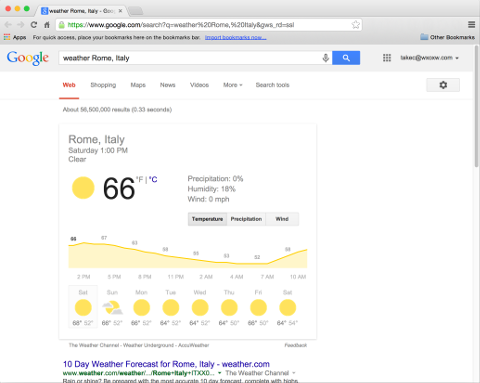 weather Rome, Italy - Goo
https://www.google.com/search?q=weather%20Rome,%20Italy&gws_rd=ssl
Apps For quick access, place your bookmarks here on the bookmarks bar. Import bookmarks now... Other Bookmarks
Google weather Rome, Italy takec@wxoxw.com
Web Shopping Maps News Videos More Search tools
About 56,500,000 results (0.33 seconds)
Rome, Italy
Saturday 1:00 PM
Clear
66 °F | °C
Precipitation: 0%
Humidity: 18%
Wind: 0 mph
Temperature Precipitation Wind
66 67 63 58 55 53 52 58
2 PM 5 PM 8 PM 11 PM 2 AM 4 AM 7 AM 10 AM
Sat Sun Mon Tue Wed Thu Fri Sat
68° 52° 66° 52° 68° 52° 64° 52° 66° 52° 64° 50° 66° 50° 64° 54°
The Weather Channel - Weather Underground - AccuWeather Feedback
10 Day Weather Forecast for Rome, Italy - weather.com
www.weather.com/weather/.../Rome+Italy+ITXX0... The Weather Channel
Rain or shine? Be prepared with the most accurate 10 day forecast, complete with highs,